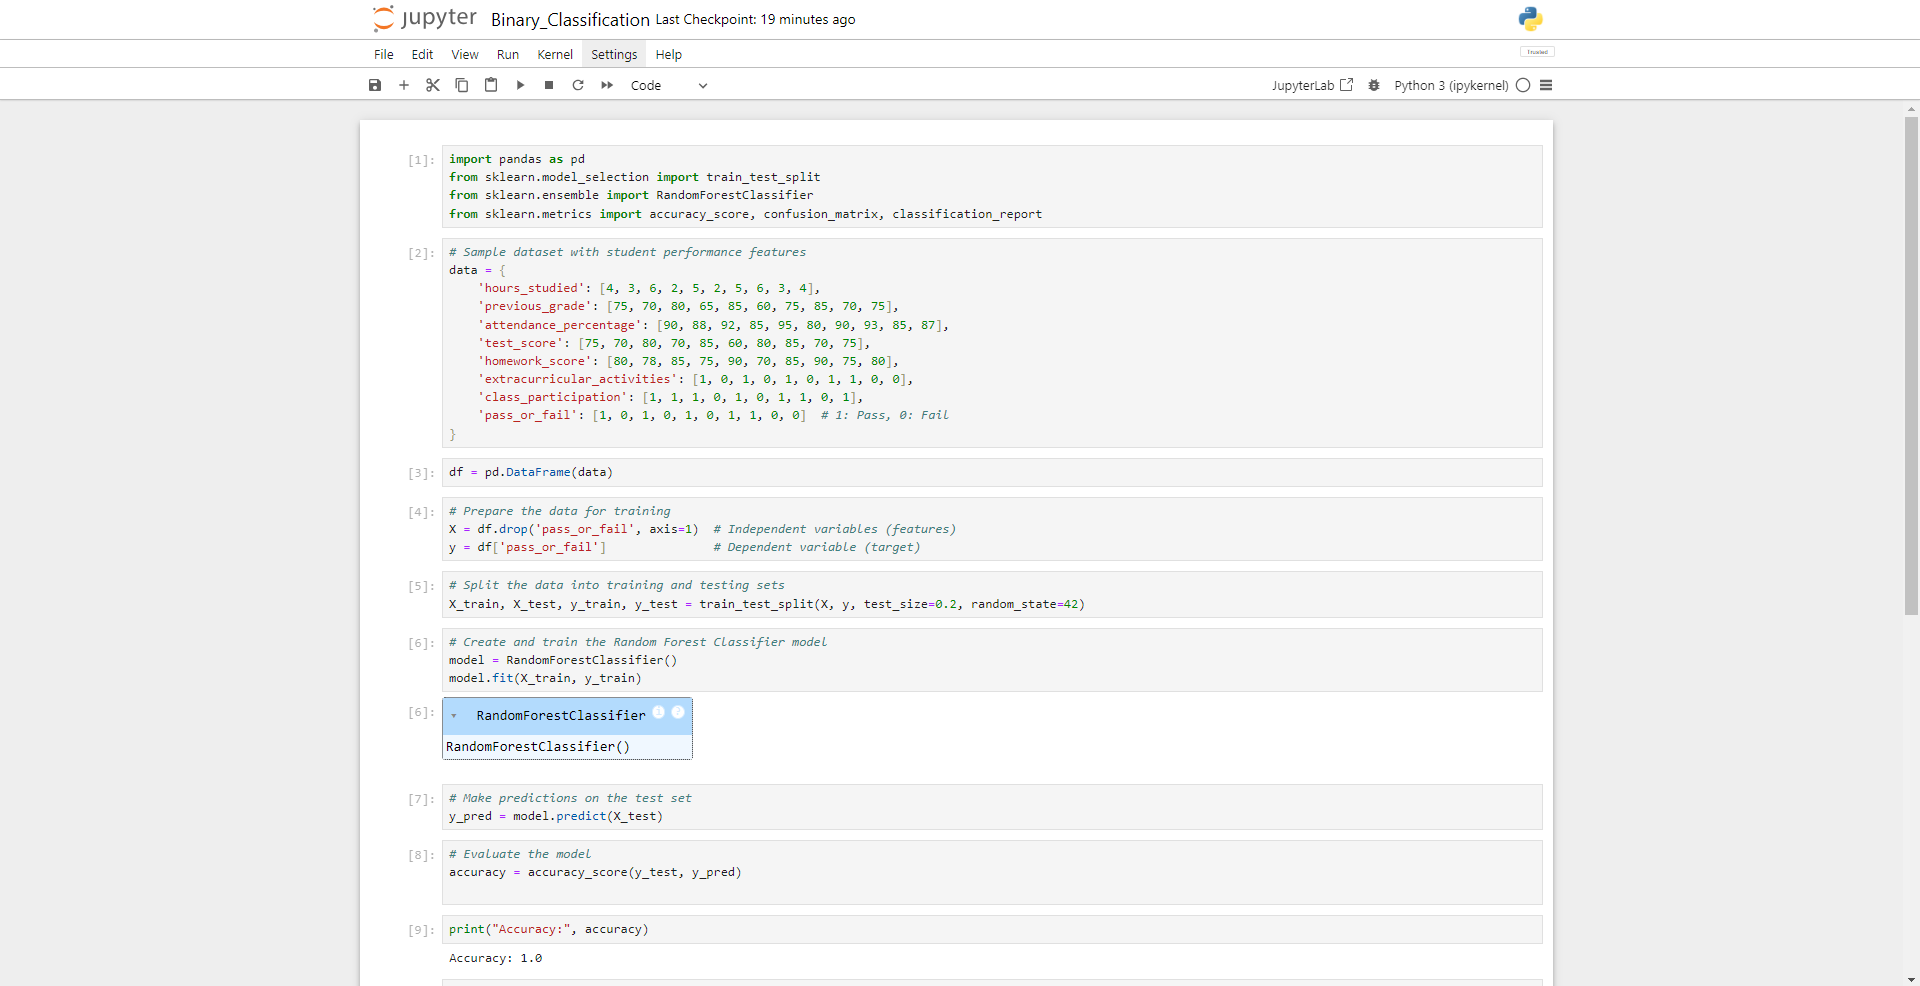 jupyter Binary_Classification Last Checkpoint: 19 minutes ago
File Edit View Run Kernel Settings Help
Trusted
Code
JupyterLab Python 3 (ipykernel)
[1]: import pandas as pd
from sklearn.model_selection import train_test_split
from sklearn.ensemble import RandomForestClassifier
from sklearn.metrics import accuracy_score, confusion_matrix, classification_report
[2]: # Sample dataset with student performance features
data = {
'hours_studied': [4, 3, 6, 2, 5, 2, 5, 6, 3, 4],
'previous_grade': [75, 70, 80, 65, 85, 60, 75, 85, 70, 75],
'attendance_percentage': [90, 88, 92, 85, 95, 80, 90, 93, 85, 87],
'test_score': [75, 70, 80, 70, 85, 60, 80, 85, 70, 75],
'homework_score': [80, 78, 85, 75, 90, 70, 85, 90, 75, 80],
'extracurricular_activities': [1, 0, 1, 0, 1, 0, 1, 1, 0, 0],
'class_participation': [1, 1, 1, 0, 1, 0, 1, 1, 0, 1],
'pass_or_fail': [1, 0, 1, 0, 1, 0, 1, 1, 0, 0] # 1: Pass, 0: Fail
}
[3]: df = pd.DataFrame(data)
[4]: # Prepare the data for training
X = df.drop('pass_or_fail', axis=1) # Independent variables (features)
y = df['pass_or_fail'] # Dependent variable (target)
[5]: # Split the data into training and testing sets
X_train, X_test, y_train, y_test = train_test_split(X, y, test_size=0.2, random_state=42)
[6]: # Create and train the Random Forest Classifier model
model = RandomForestClassifier()
model.fit(X_train, y_train)
[6]: RandomForestClassifier i ?
RandomForestClassifier()
[7]: # Make predictions on the test set
y_pred = model.predict(X_test)
[8]: # Evaluate the model
accuracy = accuracy_score(y_test, y_pred)
[9]: print("Accuracy:", accuracy)
Accuracy: 1.0